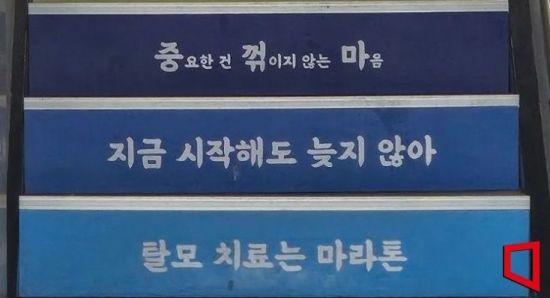 중요한 건 꺾이지 않는 마음
지금 시작해도 늦지 않아
탈모 치료는 마라톤